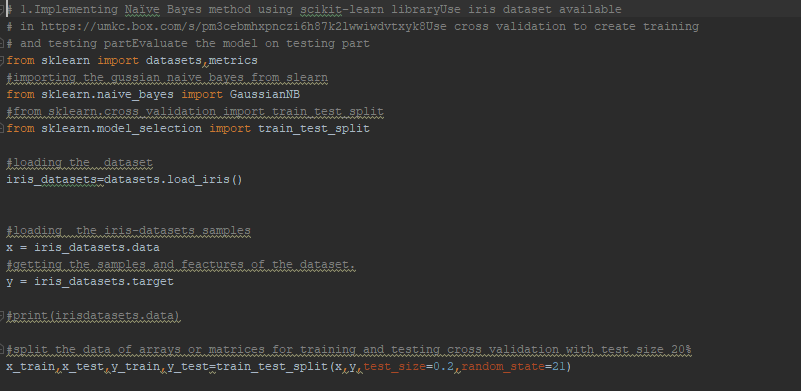 # 1.Implementing Naïve Bayes method using scikit-learn libraryUse iris dataset available
# in https://umkc.box.com/s/pm3cebmhxpnczi6h87k2lwwiwdvtxyk8Use cross validation to create training
# and testing partEvaluate the model on testing part
from sklearn import datasets,metrics
#importing the gussian naive bayes from slearn
from sklearn.naive_bayes import GaussianNB
#from sklearn.cross validation import train test split
from sklearn.model_selection import train_test_split
#loading the  dataset
iris_datasets=datasets.load_iris()
#loading  the iris-datasets samples
x = iris_datasets.data
#getting the samples and feactures of the dataset.
y = iris_datasets.target
#print(irisdatasets.data)
#split the data of arrays or matrices for training and testing cross validation with test size 20%
x_train,x_test,y_train,y_test=train_test_split(x,y,test_size=0.2,random_state=21)